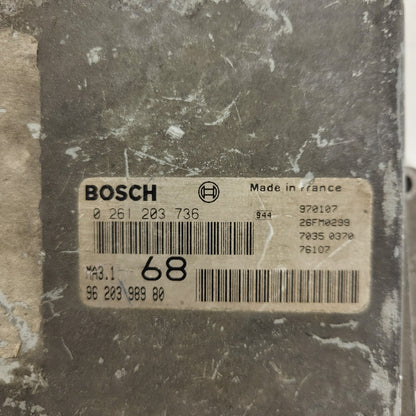 BOSCH
Made in France
0 261 203 736
944
970107
26FM0299
7035 0370
76107
MA3.1
68
96 203 989 80